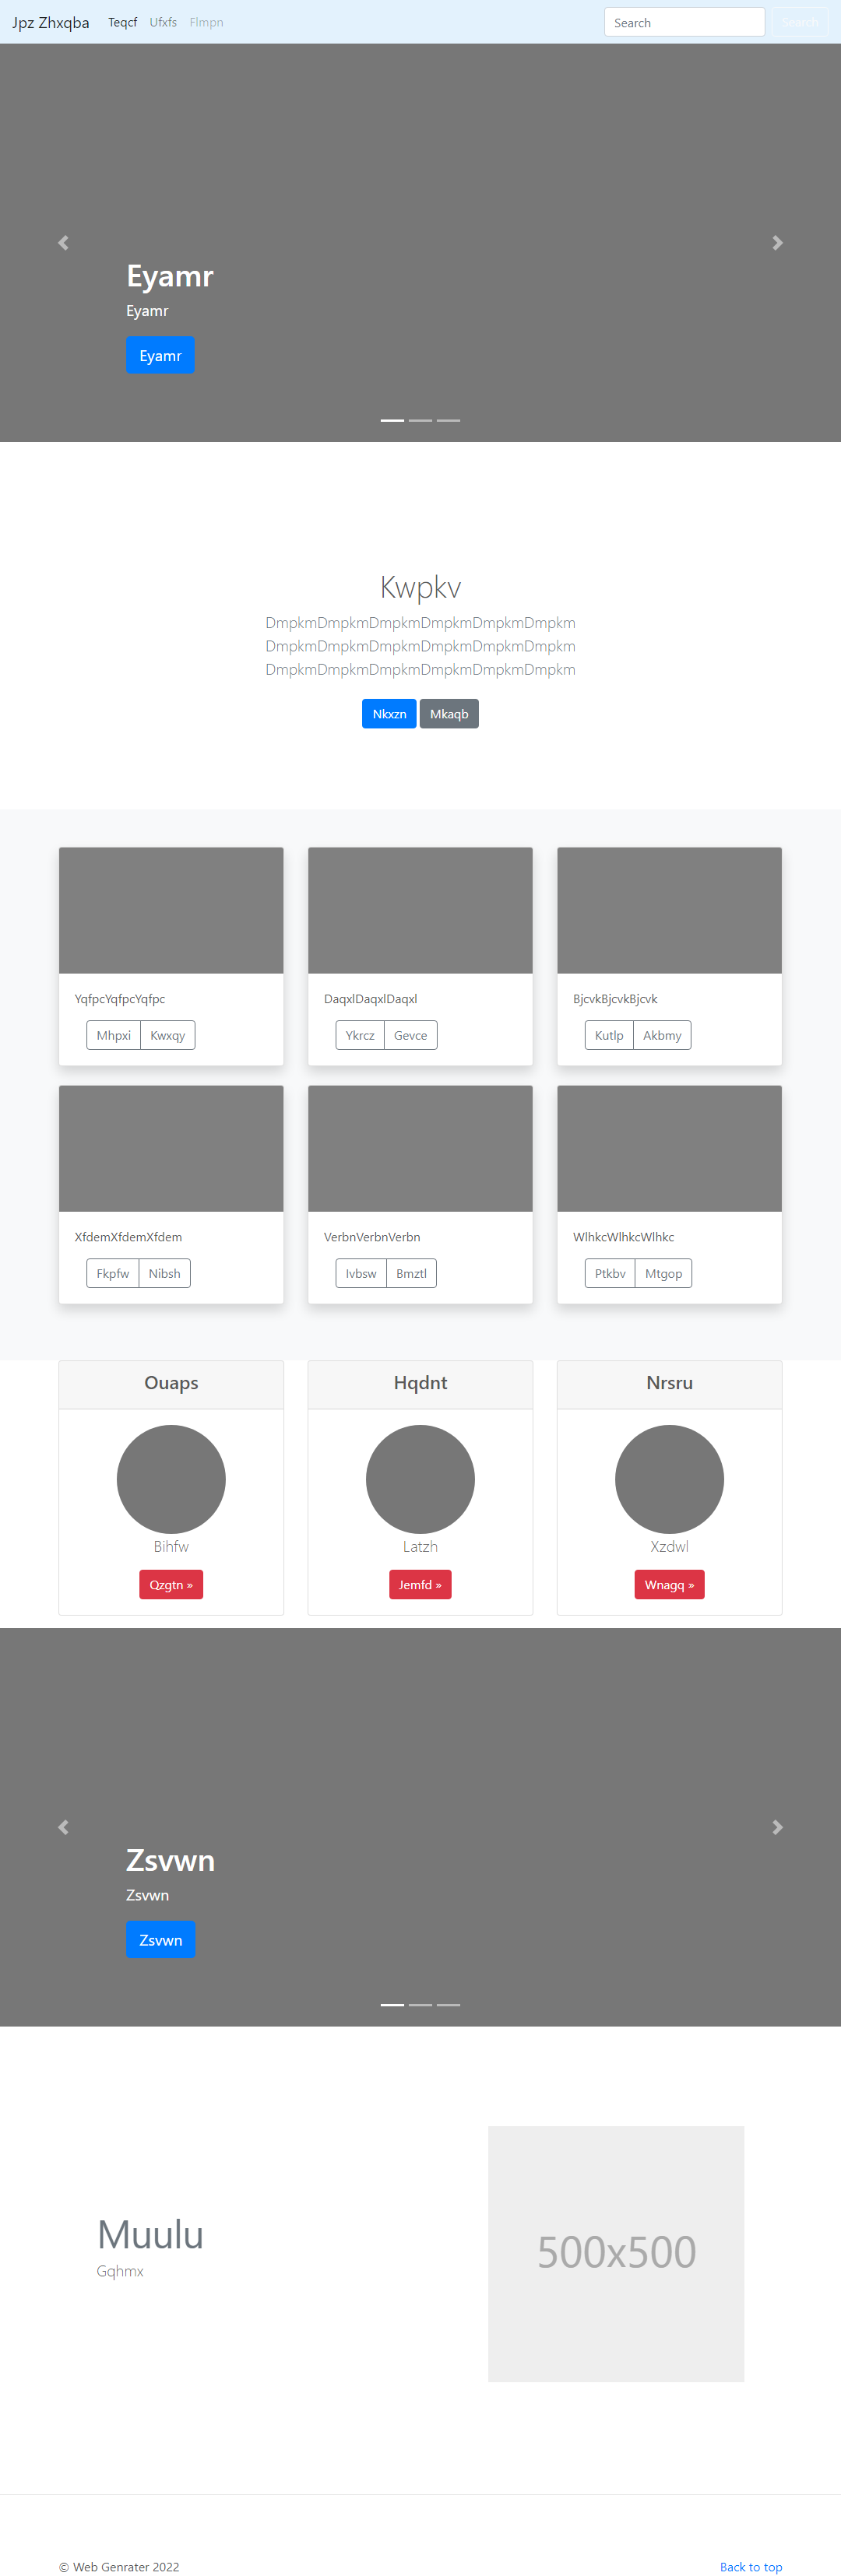 Jpz Zhxqba Teqcf Ufxfs Flmpn Search Search
Eyamr
Eyamr
Eyamr
Kwpkv
DmpkmDmpkmDmpkmDmpkmDmpkmDmpkm
DmpkmDmpkmDmpkmDmpkmDmpkmDmpkm
DmpkmDmpkmDmpkmDmpkmDmpkmDmpkm
Nkxzn Mkaqb
YqfpcYqfpcYqfpc DaqxlDaqxlDaqxl BjcvkBjcvkBjcvk
Mhpxi Kwxqy Ykrcz Gevce Kutlp Akbmy
XfdemXfdemXfdem VerbnVerbnVerbn WlhkcWlhkcWlhkc
Fkpfw Nibsh Ivbsw Bmztl Ptkbv Mtgop
Ouaps Hqdnt Nrsru
Bihfw Latzh Xzdwl
Qzgtn » Jemfd » Wnagq »
Zsvwn
Zsvwn
Zsvwn
Muulu
Gqhmx
500x500
© Web Genrater 2022 Back to top